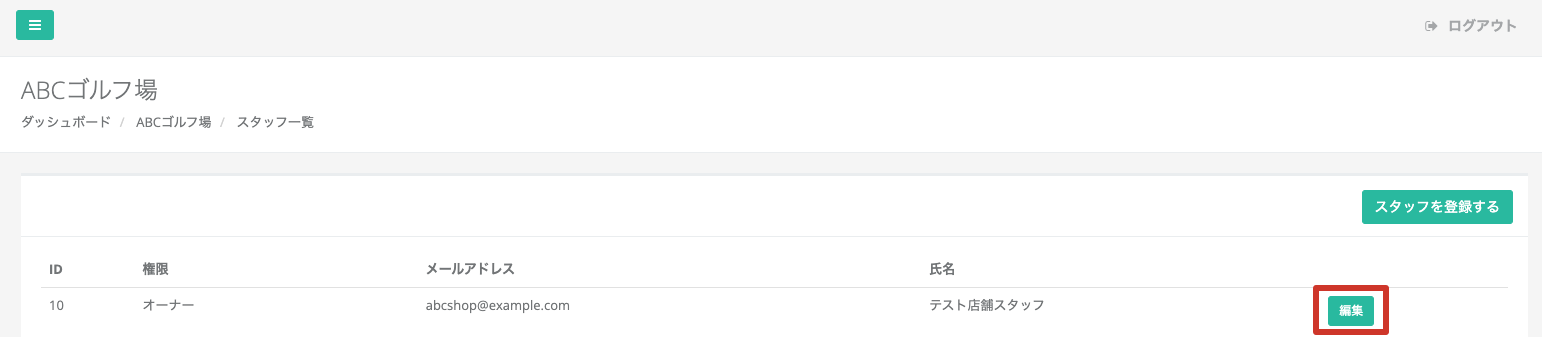 ログアウト
ABCゴルフ場
ダッシュボード / ABCゴルフ場 / スタッフ一覧
スタッフを登録する
ID 権限 メールアドレス 氏名
10 オーナー abcshop@example.com テスト店舗スタッフ 編集